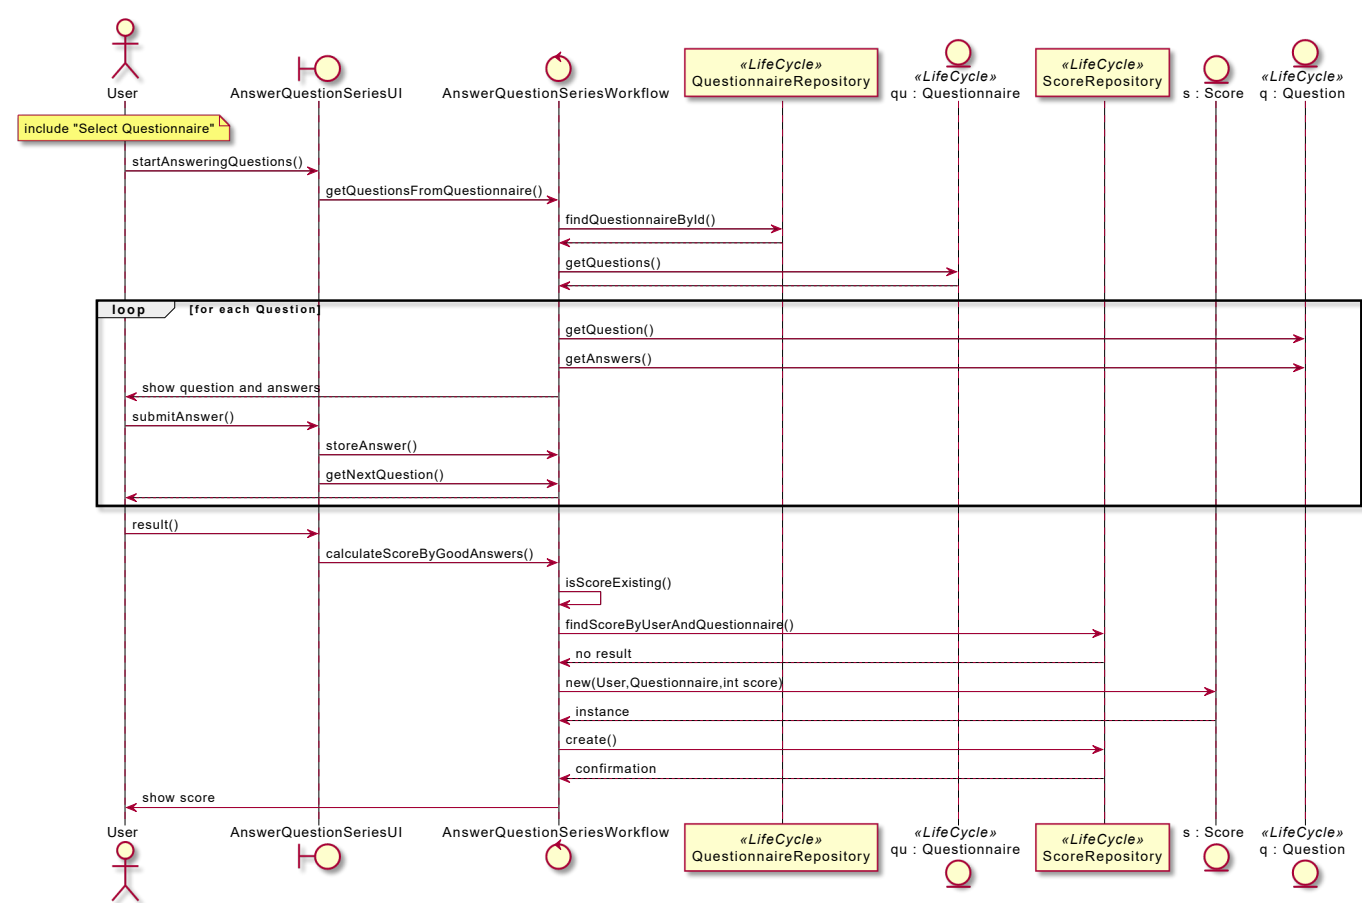 User
AnswerQuestionSeriesUI
AnswerQuestionSeriesWorkflow
«LifeCycle»
QuestionnaireRepository
«LifeCycle»
qu : Questionnaire
«LifeCycle»
ScoreRepository
s : Score
«LifeCycle»
q : Question
include "Select Questionnaire"
startAnsweringQuestions()
getQuestionsFromQuestionnaire()
findQuestionnaireById()
getQuestions()
loop
[for each Question]
getQuestion()
getAnswers()
show question and answers
submitAnswer()
storeAnswer()
getNextQuestion()
result()
calculateScoreByGoodAnswers()
isScoreExisting()
findScoreByUserAndQuestionnaire()
no result
new(User,Questionnaire,int score)
instance
create()
confirmation
show score
User
AnswerQuestionSeriesUI
AnswerQuestionSeriesWorkflow
«LifeCycle»
QuestionnaireRepository
«LifeCycle»
qu : Questionnaire
«LifeCycle»
ScoreRepository
s : Score
«LifeCycle»
q : Question